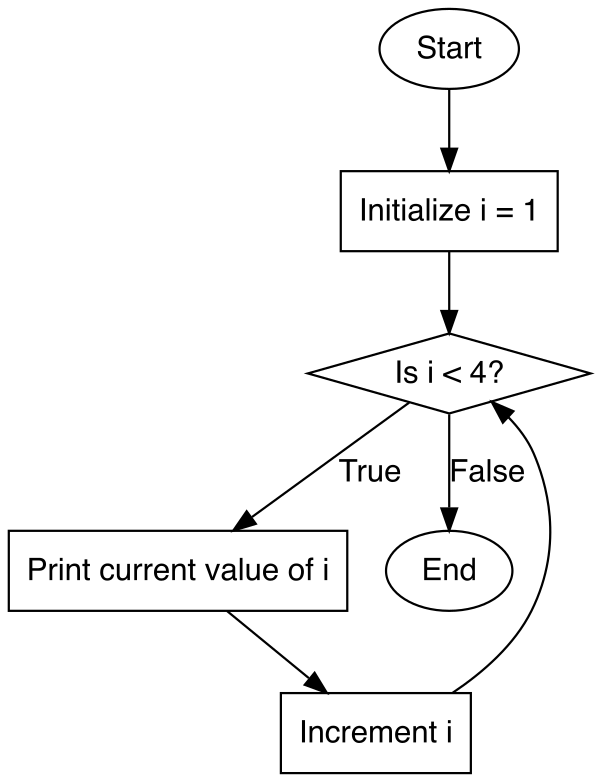 Start
Initialize i = 1
Is i < 4?
True
False
Print current value of i
End
Increment i